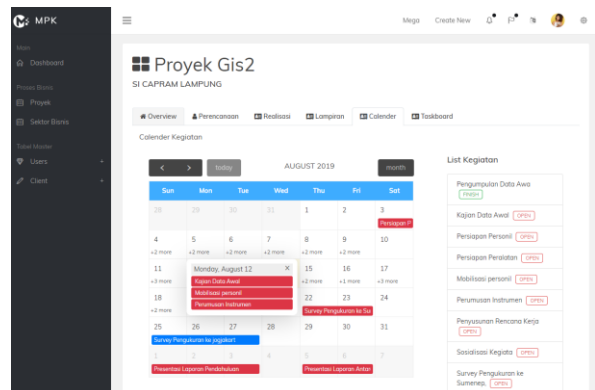 MPK
Mega
Create New
Main
Dashboard
Proses Bisnis
Proyek
Sektor Bisnis
Tabel Master
Users
+
Client
+
Proyek Gis2
SI CAPRAM LAMPUNG
Overview
Perencanaan
Realisasi
Lampiran
Calender
Taskboard
Calender Kegiatan
today
AUGUST 2019
month
Sun Mon Tue Wed Thu Fri Sat
28 29 30 31 1 2 3
Persiapan P
4 5 6 7 8 9 10
+2 more +2 more +2 more +2 more +2 more +2 more
11 15 16 17
+3 more +2 more +1 more +3 more
Monday, August 12 ×
Kajian Data Awal
Mobilisasi personil
Perumusan Instrumen
18 22 23 24
+2 more
Survey Pengukuran ke Su
25 26 27 28 29 30 31
Survey Pengukuran ke jogjakart
1 2 3 4 5 6 7
Presentasi Laporan Pendahuluan
Presentasi Laporan Antar
List Kegiatan
Pengumpulan Data Awa
FINISH
Kajian Data Awal OPEN
Persiapan Personil OPEN
Persiapan Peralatan OPEN
Mobilisasi personil OPEN
Perumusan Instrumen OPEN
Penyusunan Rencana Kerja
OPEN
Sosialisasi Kegiata OPEN
Survey Pengukuran ke
Sumenep, OPEN